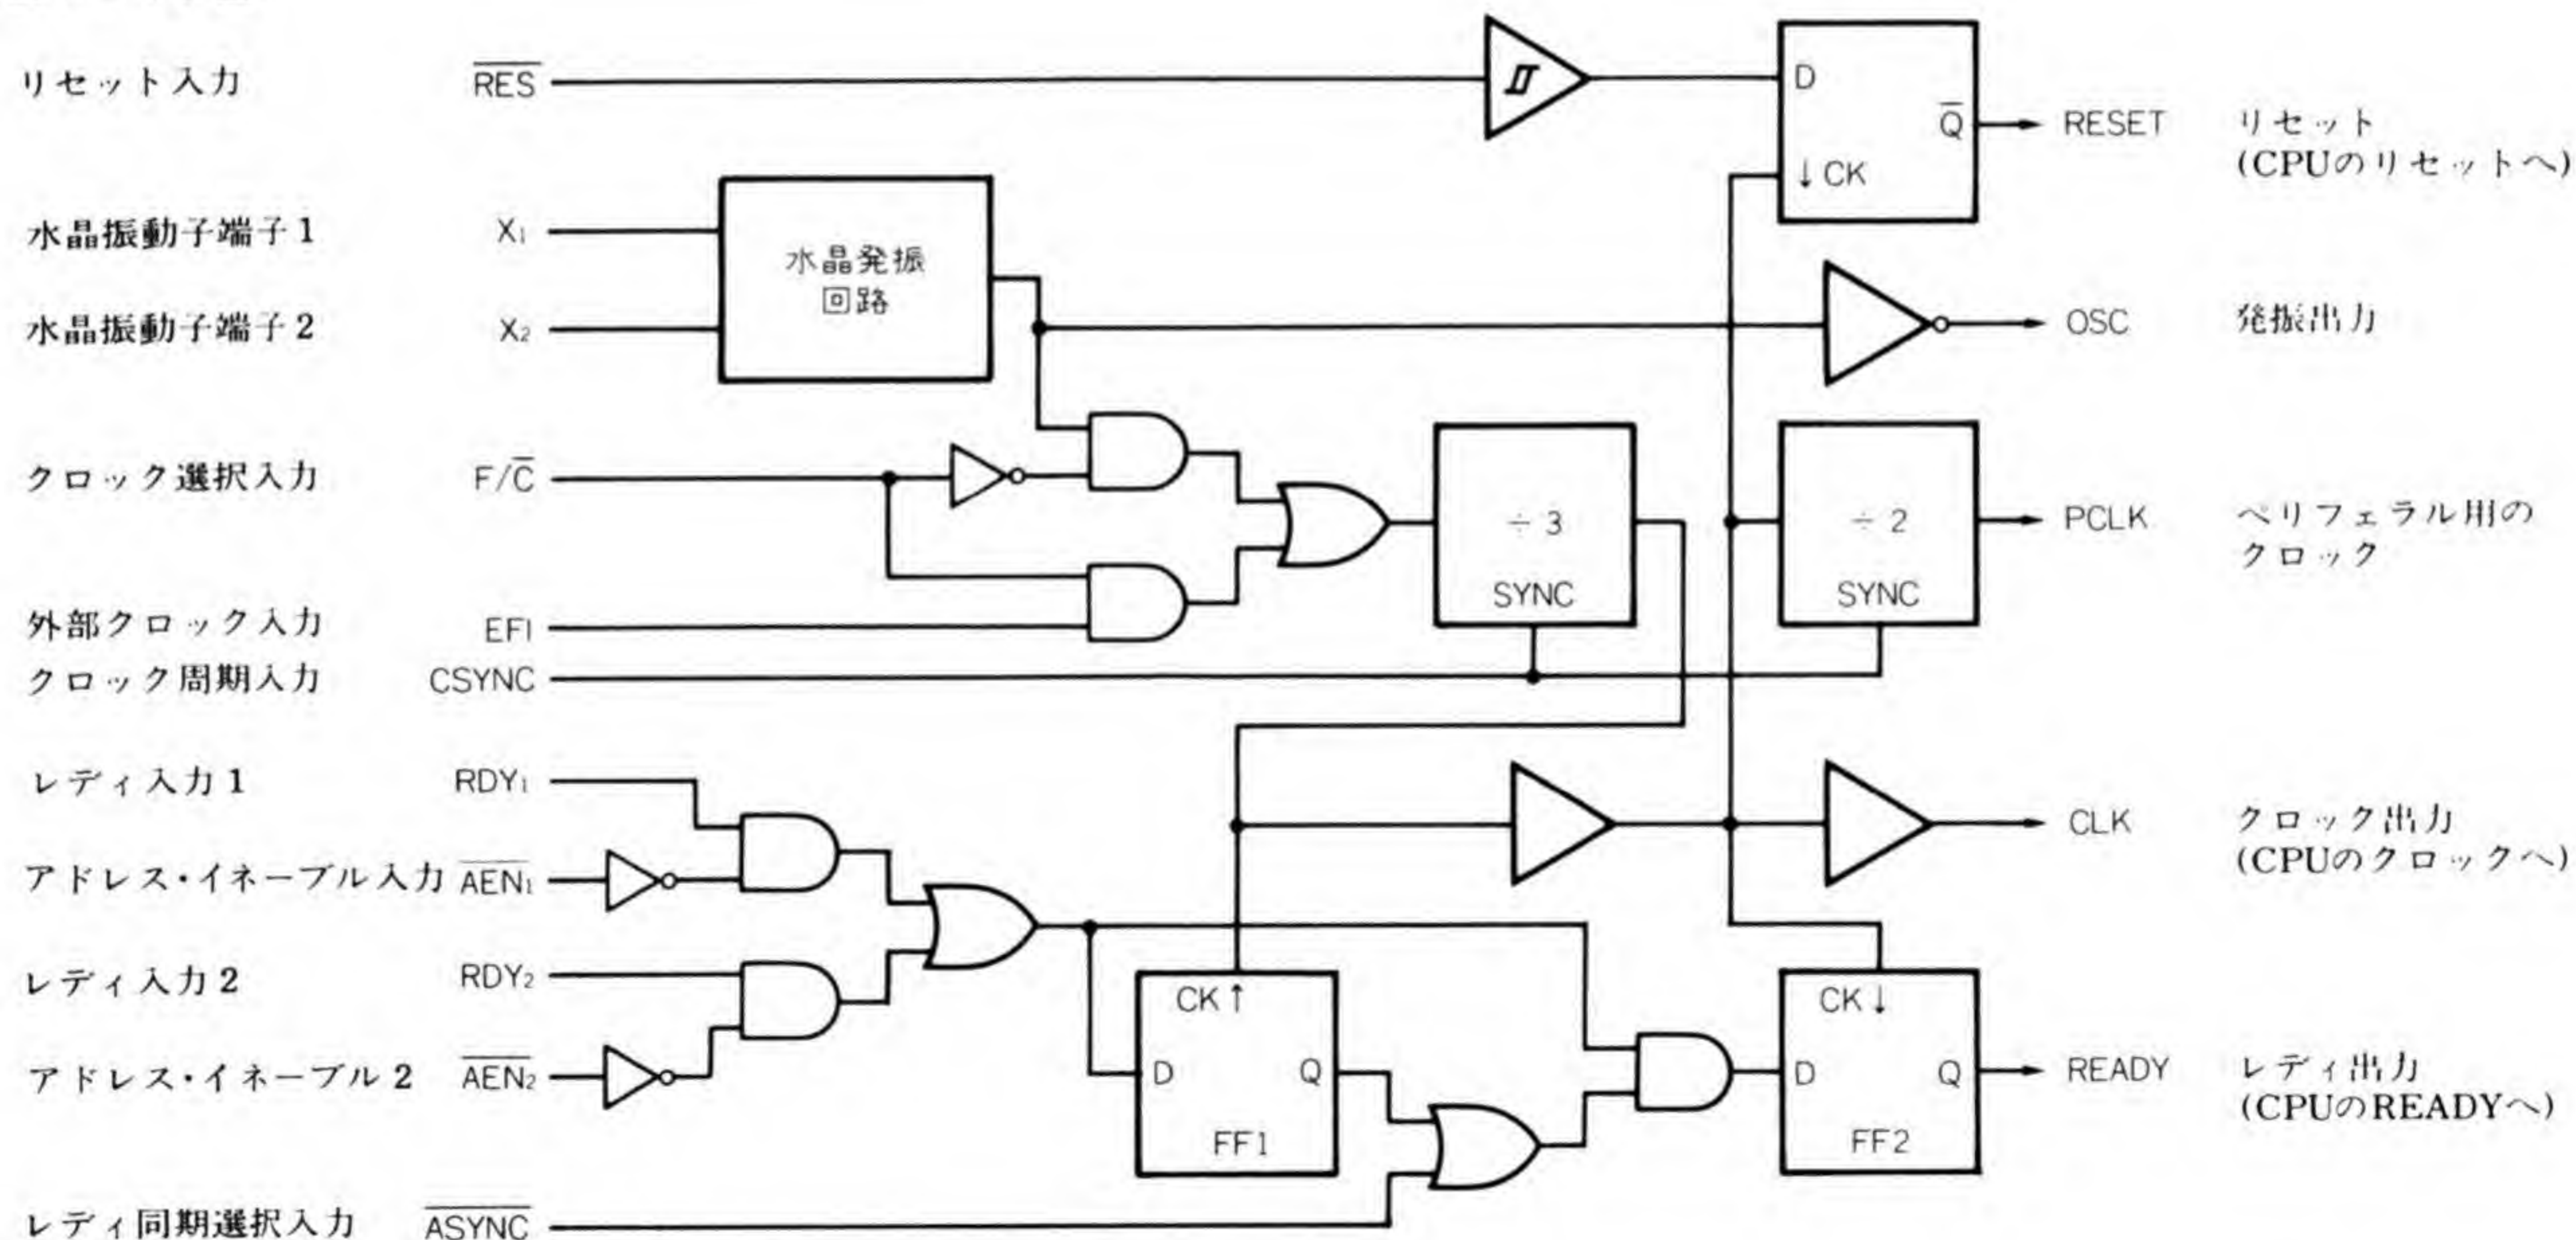 リセット入力 RES
D
Q
↓CK
RESET リセット
(CPUのリセットへ)
水晶振動子端子1 X1
水晶発振
回路
水晶振動子端子2 X2
OSC 発振出力
クロック選択入力 F/C
÷3
SYNC
÷2
SYNC
PCLK ペリフェラル用の
クロック
外部クロック入力 EFI
クロック周期入力 CSYNC
レディ入力1 RDY1
CLK クロック出力
(CPUのクロックへ)
アドレス・イネーブル入力 AEN1
レディ入力2 RDY2
CK↑
D
Q
FF1
CK↓
D
Q
FF2
アドレス・イネーブル2 AEN2
READY レディ出力
(CPUのREADYへ)
レディ同期選択入力 ASYNC